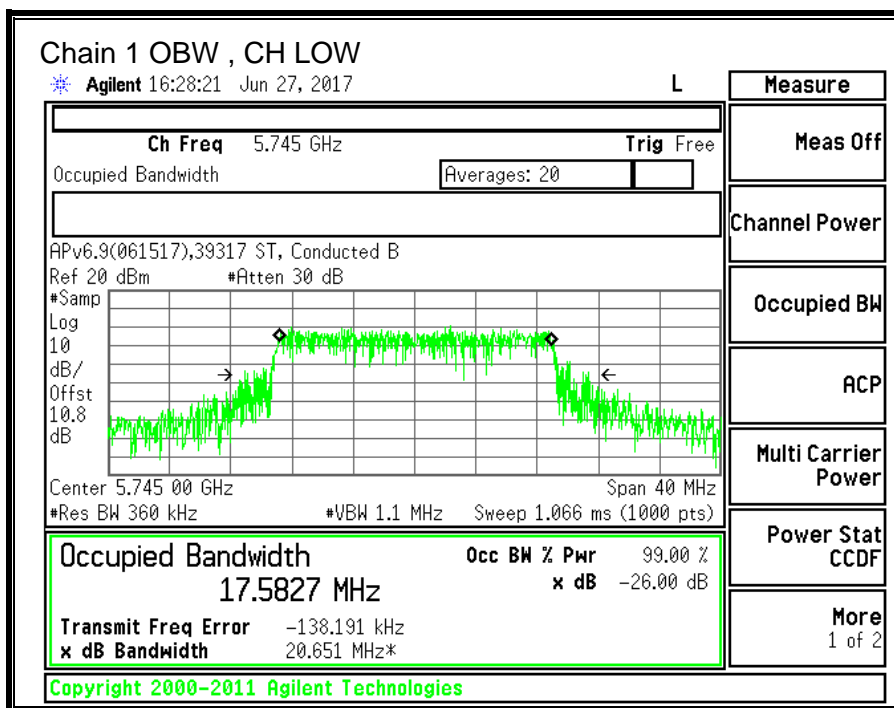 Chain 1 OBW , CH LOW
Agilent 16:28:21 Jun 27, 2017 L
Measure
Ch Freq 5.745 GHz Trig Free
Occupied Bandwidth Averages: 20
APv6.9(061517),39317 ST, Conducted B
Ref 20 dBm #Atten 30 dB
#Samp
Log
10
dB/
Offst
10.8
dB
Center 5.745 00 GHz Span 40 MHz
#Res BW 360 kHz #VBW 1.1 MHz Sweep 1.066 ms (1000 pts)
Occupied Bandwidth Occ BW % Pwr 99.00 %
17.5827 MHz x dB -26.00 dB
Transmit Freq Error -138.191 kHz
x dB Bandwidth 20.651 MHz*
Meas Off
Channel Power
Occupied BW
ACP
Multi Carrier
Power
Power Stat
CCDF
More
1 of 2
Copyright 2000-2011 Agilent Technologies